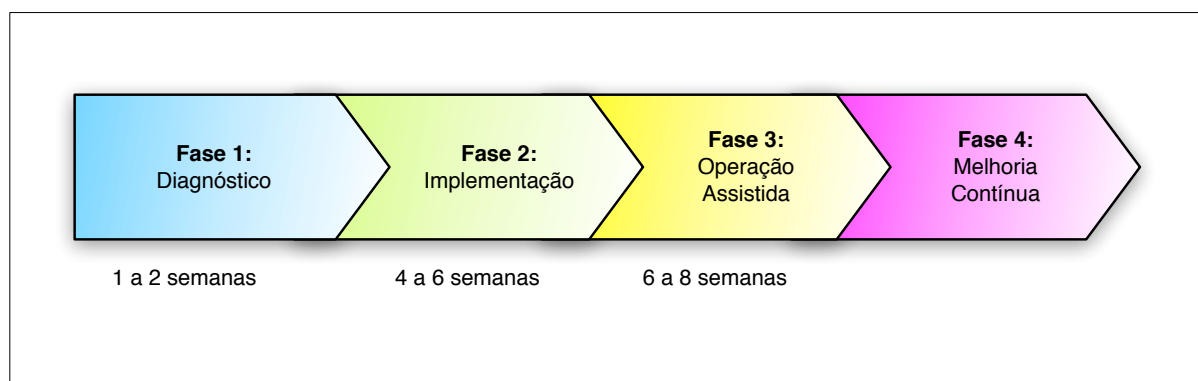 Fase 1:
Diagnóstico
Fase 2:
Implementação
Fase 3:
Operação
Assistida
Fase 4:
Melhoria
Contínua
1 a 2 semanas
4 a 6 semanas
6 a 8 semanas